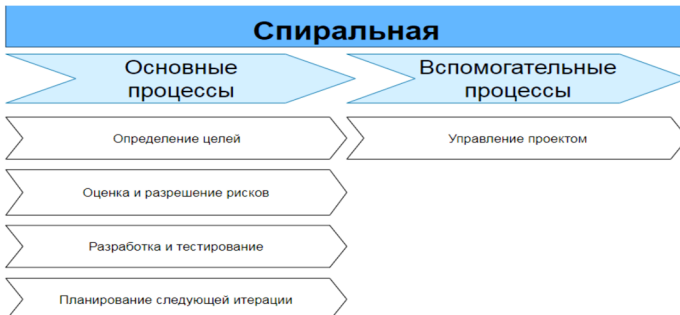 Спиральная
Основные
процессы
Вспомогательные
процессы
Определение целей
Управление проектом
Оценка и разрешение рисков
Разработка и тестирование
Планирование следующей итерации